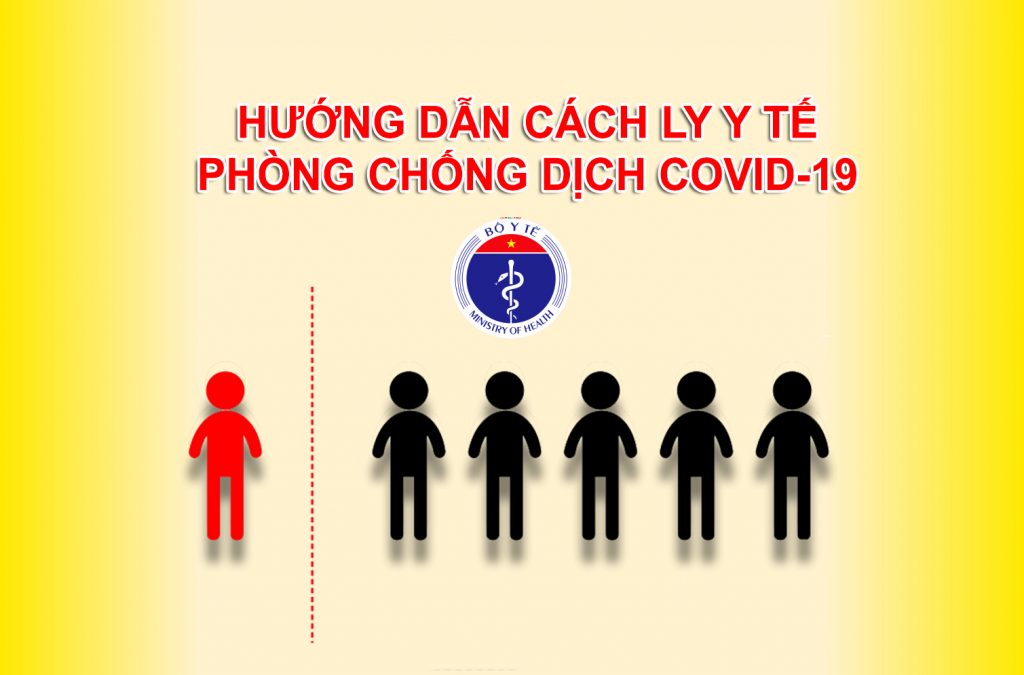 HƯỚNG DẪN CÁCH LY Y TẾ
PHÒNG CHỐNG DỊCH COVID-19
BỘ Y TẾ
MINISTRY OF HEALTH